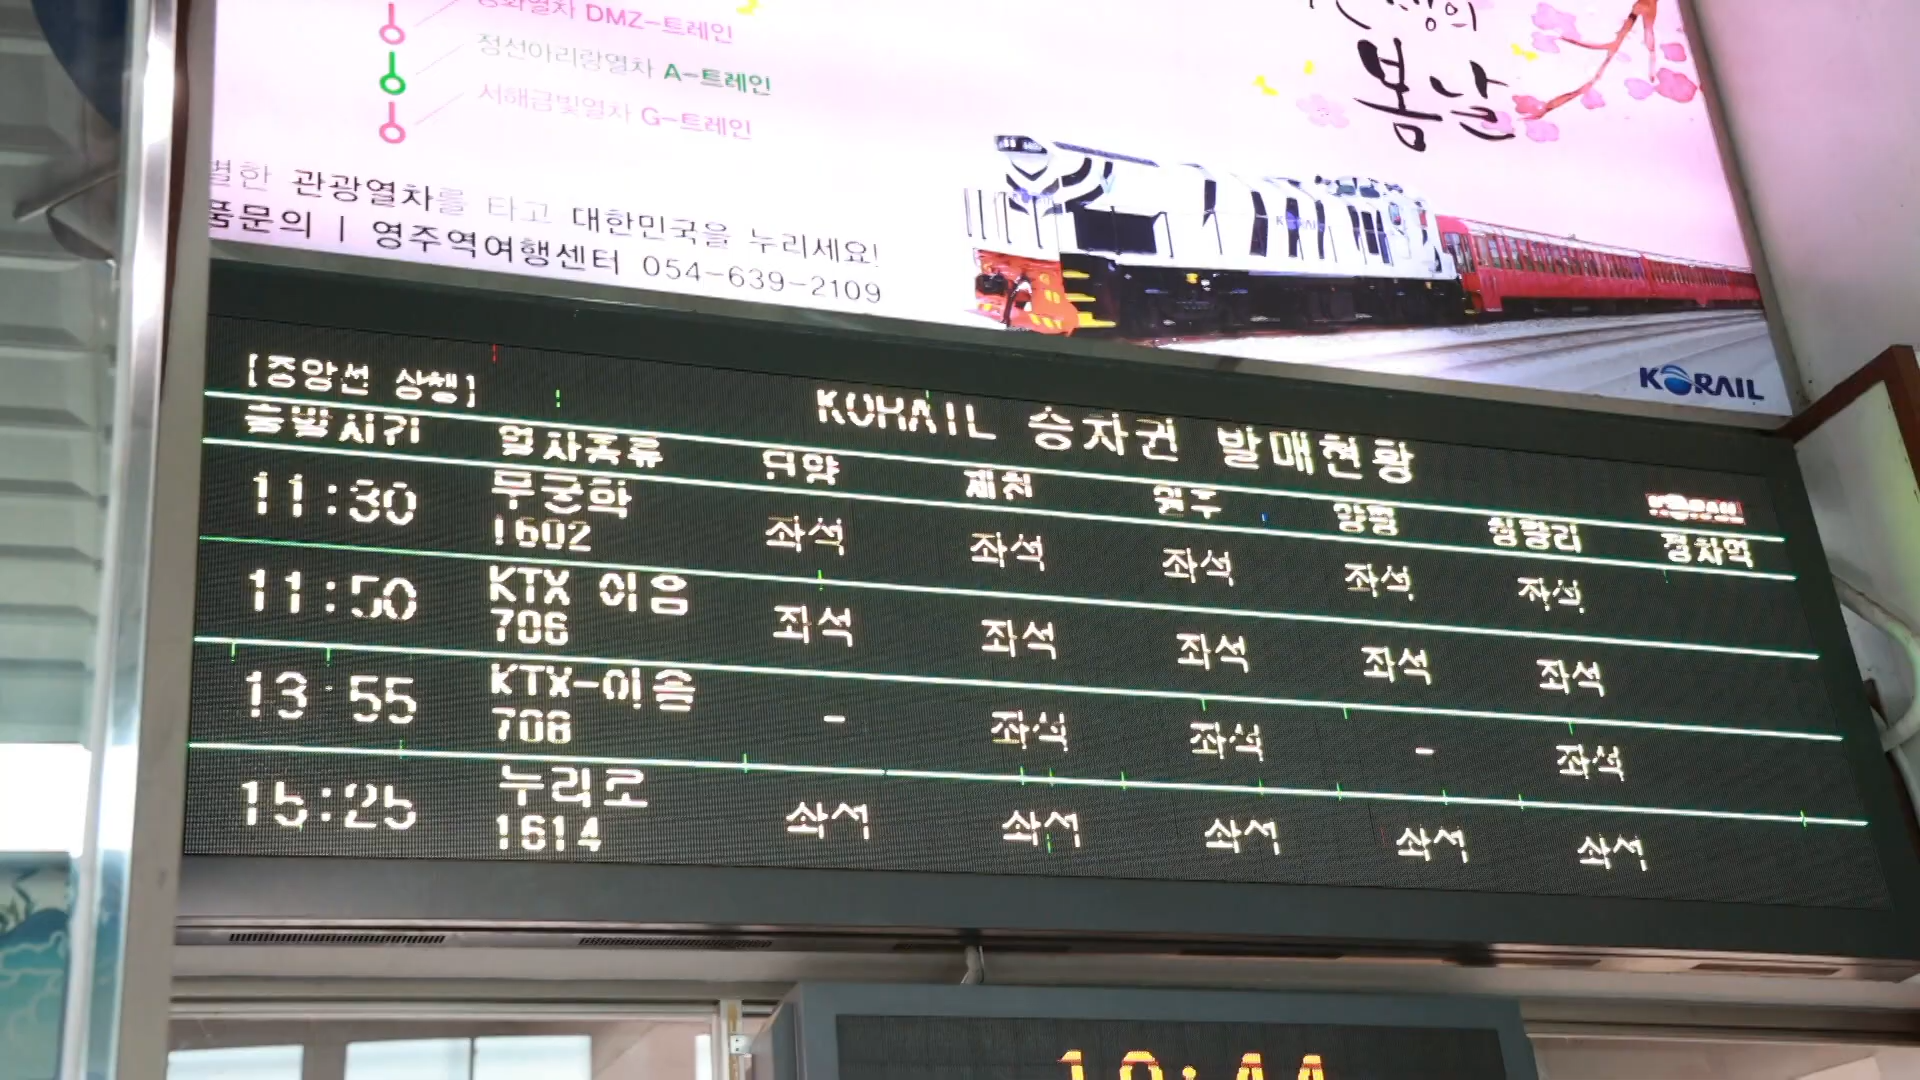 DMZ-트레인
정선아리랑열차 A-트레인
서해금빛열차 G-트레인
봄날
관광열차를 타고 대한민국을 누리세요!
품문의 | 영주역여행센터 054-639-2109
KORAIL
KORAIL
[중앙선 상행] KORAIL 승차권 발매현황
출발시각 열차종류 단양 제천 원주 양평 청량리 정차역
11:30 무궁화 1602 좌석 좌석 좌석 좌석 좌석
11:50 KTX-이음 706 좌석 좌석 좌석 좌석 좌석
13:55 KTX-이음 708 - 좌석 좌석 - 좌석
15:25 누리로 1614 좌석 좌석 좌석 좌석 좌석
10:44